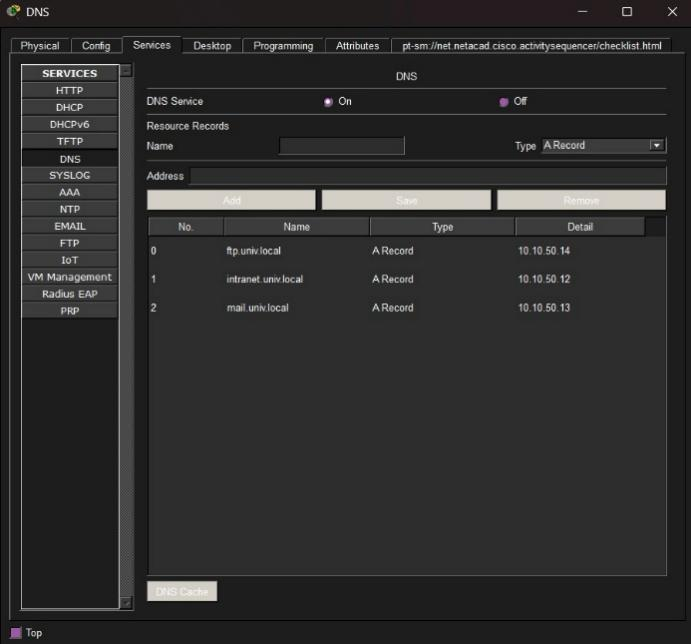 DNS
Physical Config Services Desktop Programming Attributes pt-sm://net.netacad.cisco.activitysequencer/checklist.html
SERVICES
HTTP
DHCP
DHCPv6
TFTP
DNS
SYSLOG
AAA
NTP
EMAIL
FTP
IoT
VM Management
Radius EAP
PRP
DNS
DNS Service On Off
Resource Records
Name Type A Record
Address
Add Save Remove
No. Name Type Detail
0 ftp.univ.local A Record 10.10.50.14
1 intranet.univ.local A Record 10.10.50.12
2 mail.univ.local A Record 10.10.50.13
DNS Cache
Top